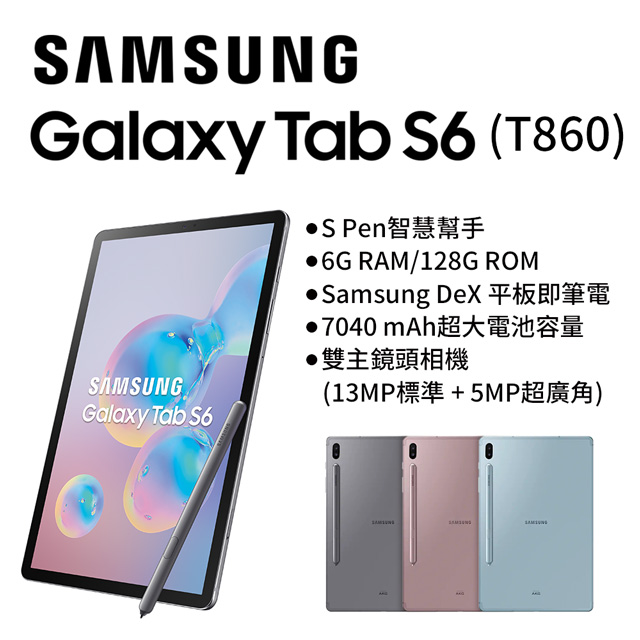 SAMSUNG
Galaxy Tab S6 (T860)
●S Pen智慧幫手
●6G RAM/128G ROM
●Samsung DeX 平板即筆電
●7040 mAh超大電池容量
●雙主鏡頭相機
(13MP標準 + 5MP超廣角)
SAMSUNG
Galaxy Tab S6
SAMSUNG
SAMSUNG
SAMSUNG
SAMSUNG